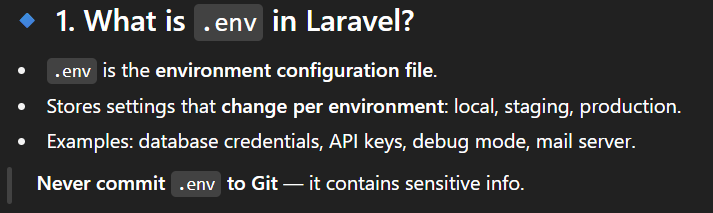 1. What is .env in Laravel?
.env is the environment configuration file.
Stores settings that change per environment: local, staging, production.
Examples: database credentials, API keys, debug mode, mail server.
Never commit .env to Git — it contains sensitive info.